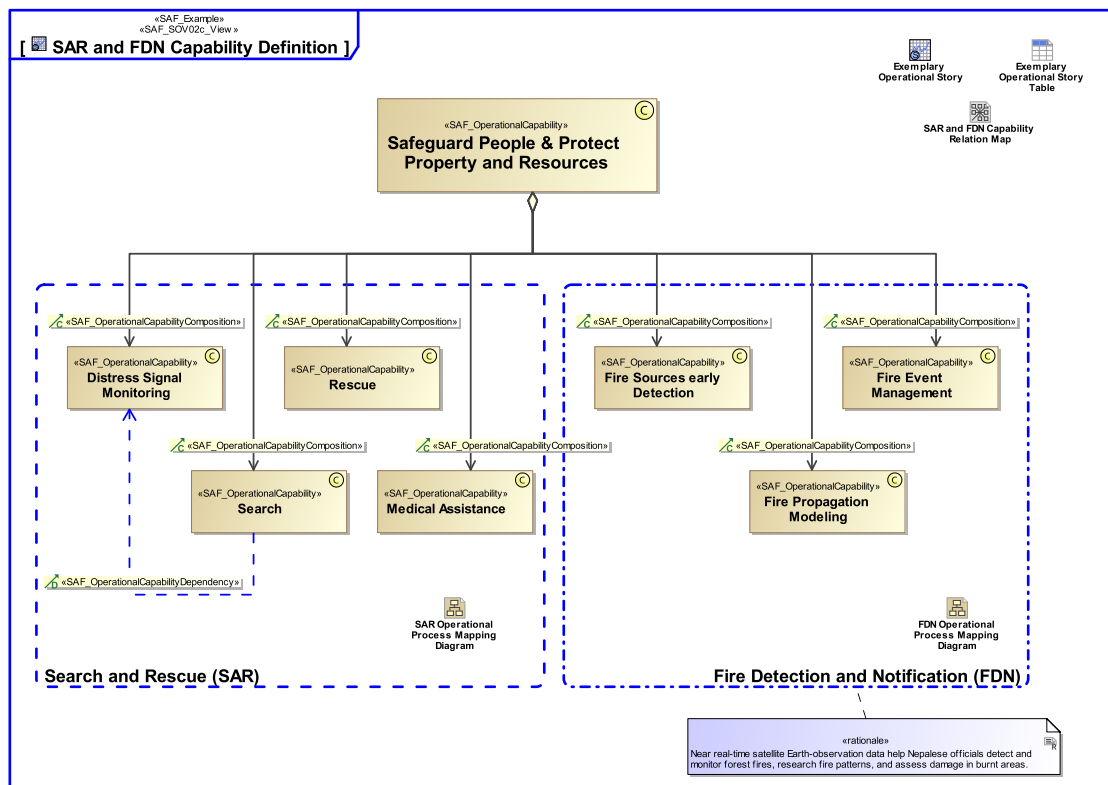 «SAF_Example»
«SAF_SOV02c_View »
[ SAR and FDN Capability Definition ]
Exemplary
Operational Story
Exemplary
Operational Story
Table
SAR and FDN Capability
Relation Map
C
«SAF_OperationalCapability»
Safeguard People & Protect
Property and Resources
C «SAF_OperationalCapabilityComposition»
C «SAF_OperationalCapabilityComposition»
C «SAF_OperationalCapabilityComposition»
C «SAF_OperationalCapabilityComposition»
C
«SAF_OperationalCapability»
Distress Signal
Monitoring
C
«SAF_OperationalCapability»
Rescue
C
«SAF_OperationalCapability»
Fire Sources early
Detection
C
«SAF_OperationalCapability»
Fire Event
Management
C «SAF_OperationalCapabilityComposition»
C «SAF_OperationalCapabilityComposition»
C «SAF_OperationalCapabilityComposition»
C
«SAF_OperationalCapability»
Search
C
«SAF_OperationalCapability»
Medical Assistance
C
«SAF_OperationalCapability»
Fire Propagation
Modeling
D «SAF_OperationalCapabilityDependency»
SAR Operational
Process Mapping
Diagram
FDN Operational
Process Mapping
Diagram
Search and Rescue (SAR)
Fire Detection and Notification (FDN)
«rationale»
R
Near real-time satellite Earth-observation data help Nepalese officials detect and
monitor forest fires, research fire patterns, and assess damage in burnt areas.